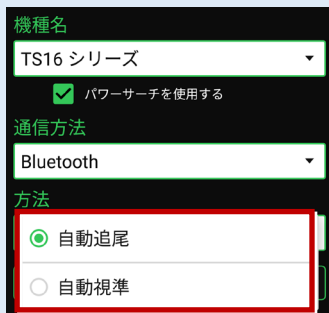 機種名
TS16 シリーズ
パワーサーチを使用する
通信方法
Bluetooth
方法
自動追尾
自動視準